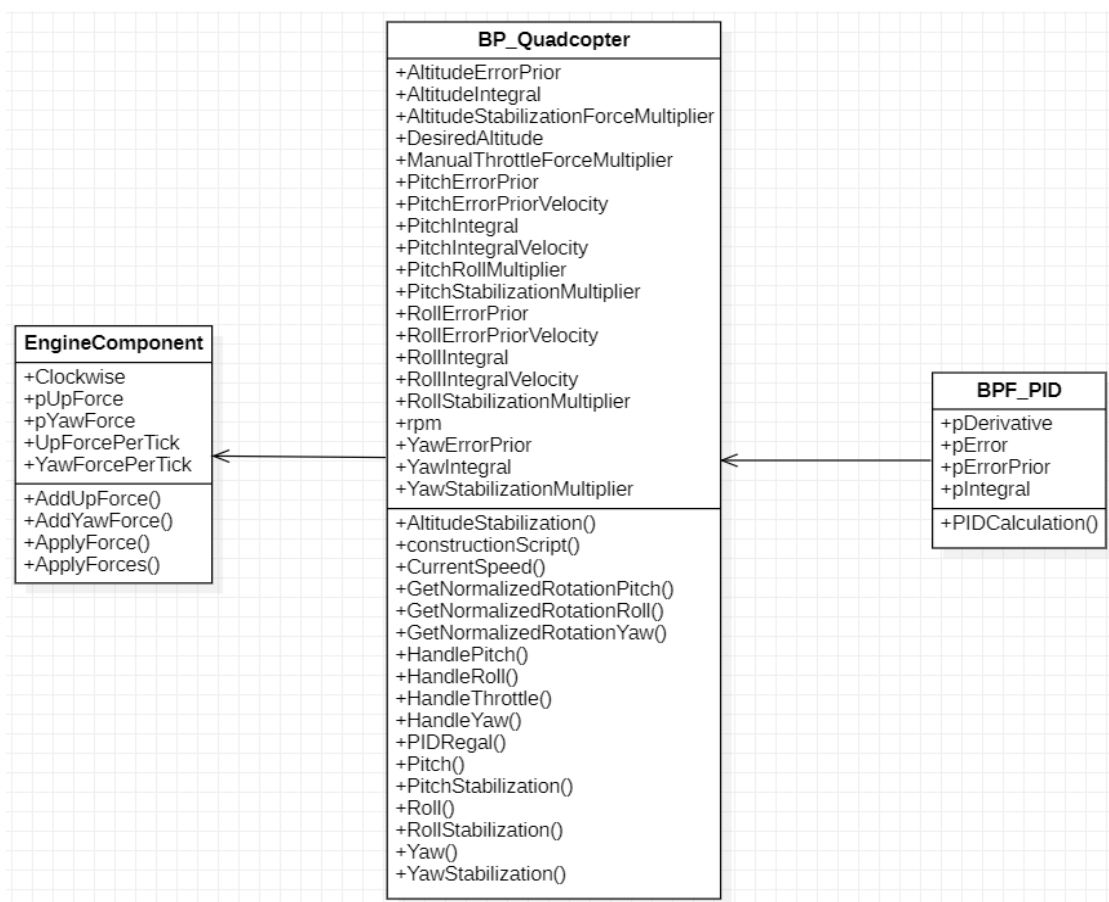 BP_Quadcopter
+AltitudeErrorPrior
+AltitudeIntegral
+AltitudeStabilizationForceMultiplier
+DesiredAltitude
+ManualThrottleForceMultiplier
+PitchErrorPrior
+PitchErrorPriorVelocity
+PitchIntegral
+PitchIntegralVelocity
+PitchRollMultiplier
+PitchStabilizationMultiplier
+RollErrorPrior
+RollErrorPriorVelocity
+RollIntegral
+RollIntegralVelocity
+RollStabilizationMultiplier
+rpm
+YawErrorPrior
+YawIntegral
+YawStabilizationMultiplier
+AltitudeStabilization()
+constructionScript()
+CurrentSpeed()
+GetNormalizedRotationPitch()
+GetNormalizedRotationRoll()
+GetNormalizedRotationYaw()
+HandlePitch()
+HandleRoll()
+HandleThrottle()
+HandleYaw()
+PIDRegal()
+Pitch()
+PitchStabilization()
+Roll()
+RollStabilization()
+Yaw()
+YawStabilization()
EngineComponent
+Clockwise
+pUpForce
+pYawForce
+UpForcePerTick
+YawForcePerTick
+AddUpForce()
+AddYawForce()
+ApplyForce()
+ApplyForces()
BPF_PID
+pDerivative
+pError
+pErrorPrior
+pIntegral
+PIDCalculation()